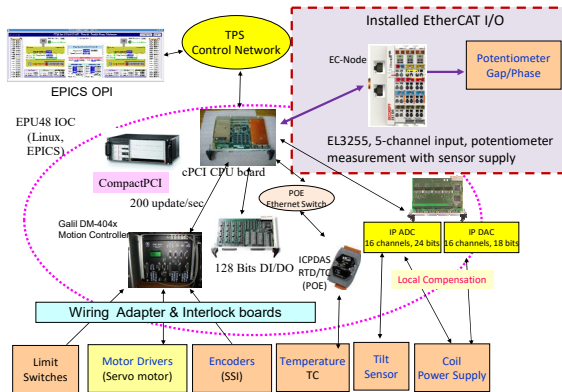 TPS
Control Network
EPICS OPI
Installed EtherCAT I/O
EC-Node
Potentiometer
Gap/Phase
EL3255, 5-channel input, potentiometer
measurement with sensor supply
EPU48 IOC
(Linux,
EPICS)
CompactPCI
cPCI CPU board
200 update/sec
POE
Ethernet Switch
Galil DM-404x
Motion Controller
128 Bits DI/DO
ICPDAS
RTD/TC
(POE)
IP ADC
16 channels, 24 bits
IP DAC
16 channels, 18 bits
Local Compensation
Wiring Adapter & Interlock boards
Limit
Switches
Motor Drivers
(Servo motor)
Encoders
(SSI)
Temperature
TC
Tilt
Sensor
Coil
Power Supply